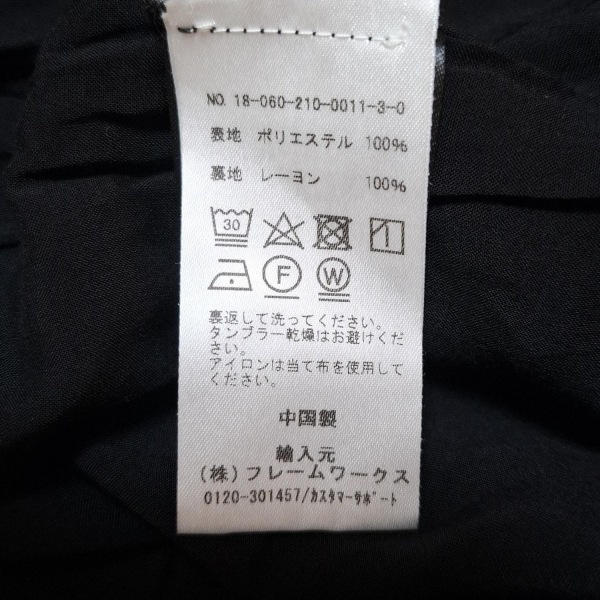 NO. 18-060-210-0011-3-0
表地 ポリエステル 100%
裏地 レーヨン 100%
30
F W
裏返して洗ってください。
タンブラー乾燥はお避けくだ
さい。
アイロンは当て布を使用して
ください。
中国製
輸入元
(株)フレームワークス
0120-301457/カスタマーサポート